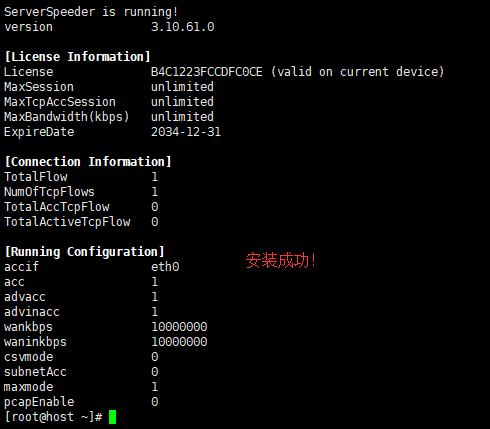 ServerSpeeder is running!
version 3.10.61.0
[License Information]
License B4C1223FCCDFC0CE (valid on current device)
MaxSession unlimited
MaxTcpAccSession unlimited
MaxBandwidth(kbps) unlimited
ExpireDate 2034-12-31
[Connection Information]
TotalFlow 1
NumOfTcpFlows 1
TotalAccTcpFlow 0
TotalActiveTcpFlow 0
[Running Configuration]
accif eth0
安装成功!
acc 1
advacc 1
advinacc 1
wankbps 10000000
waninkbps 10000000
csvmode 0
subnetAcc 0
maxmode 1
pcapEnable 0
[root@host ~]#